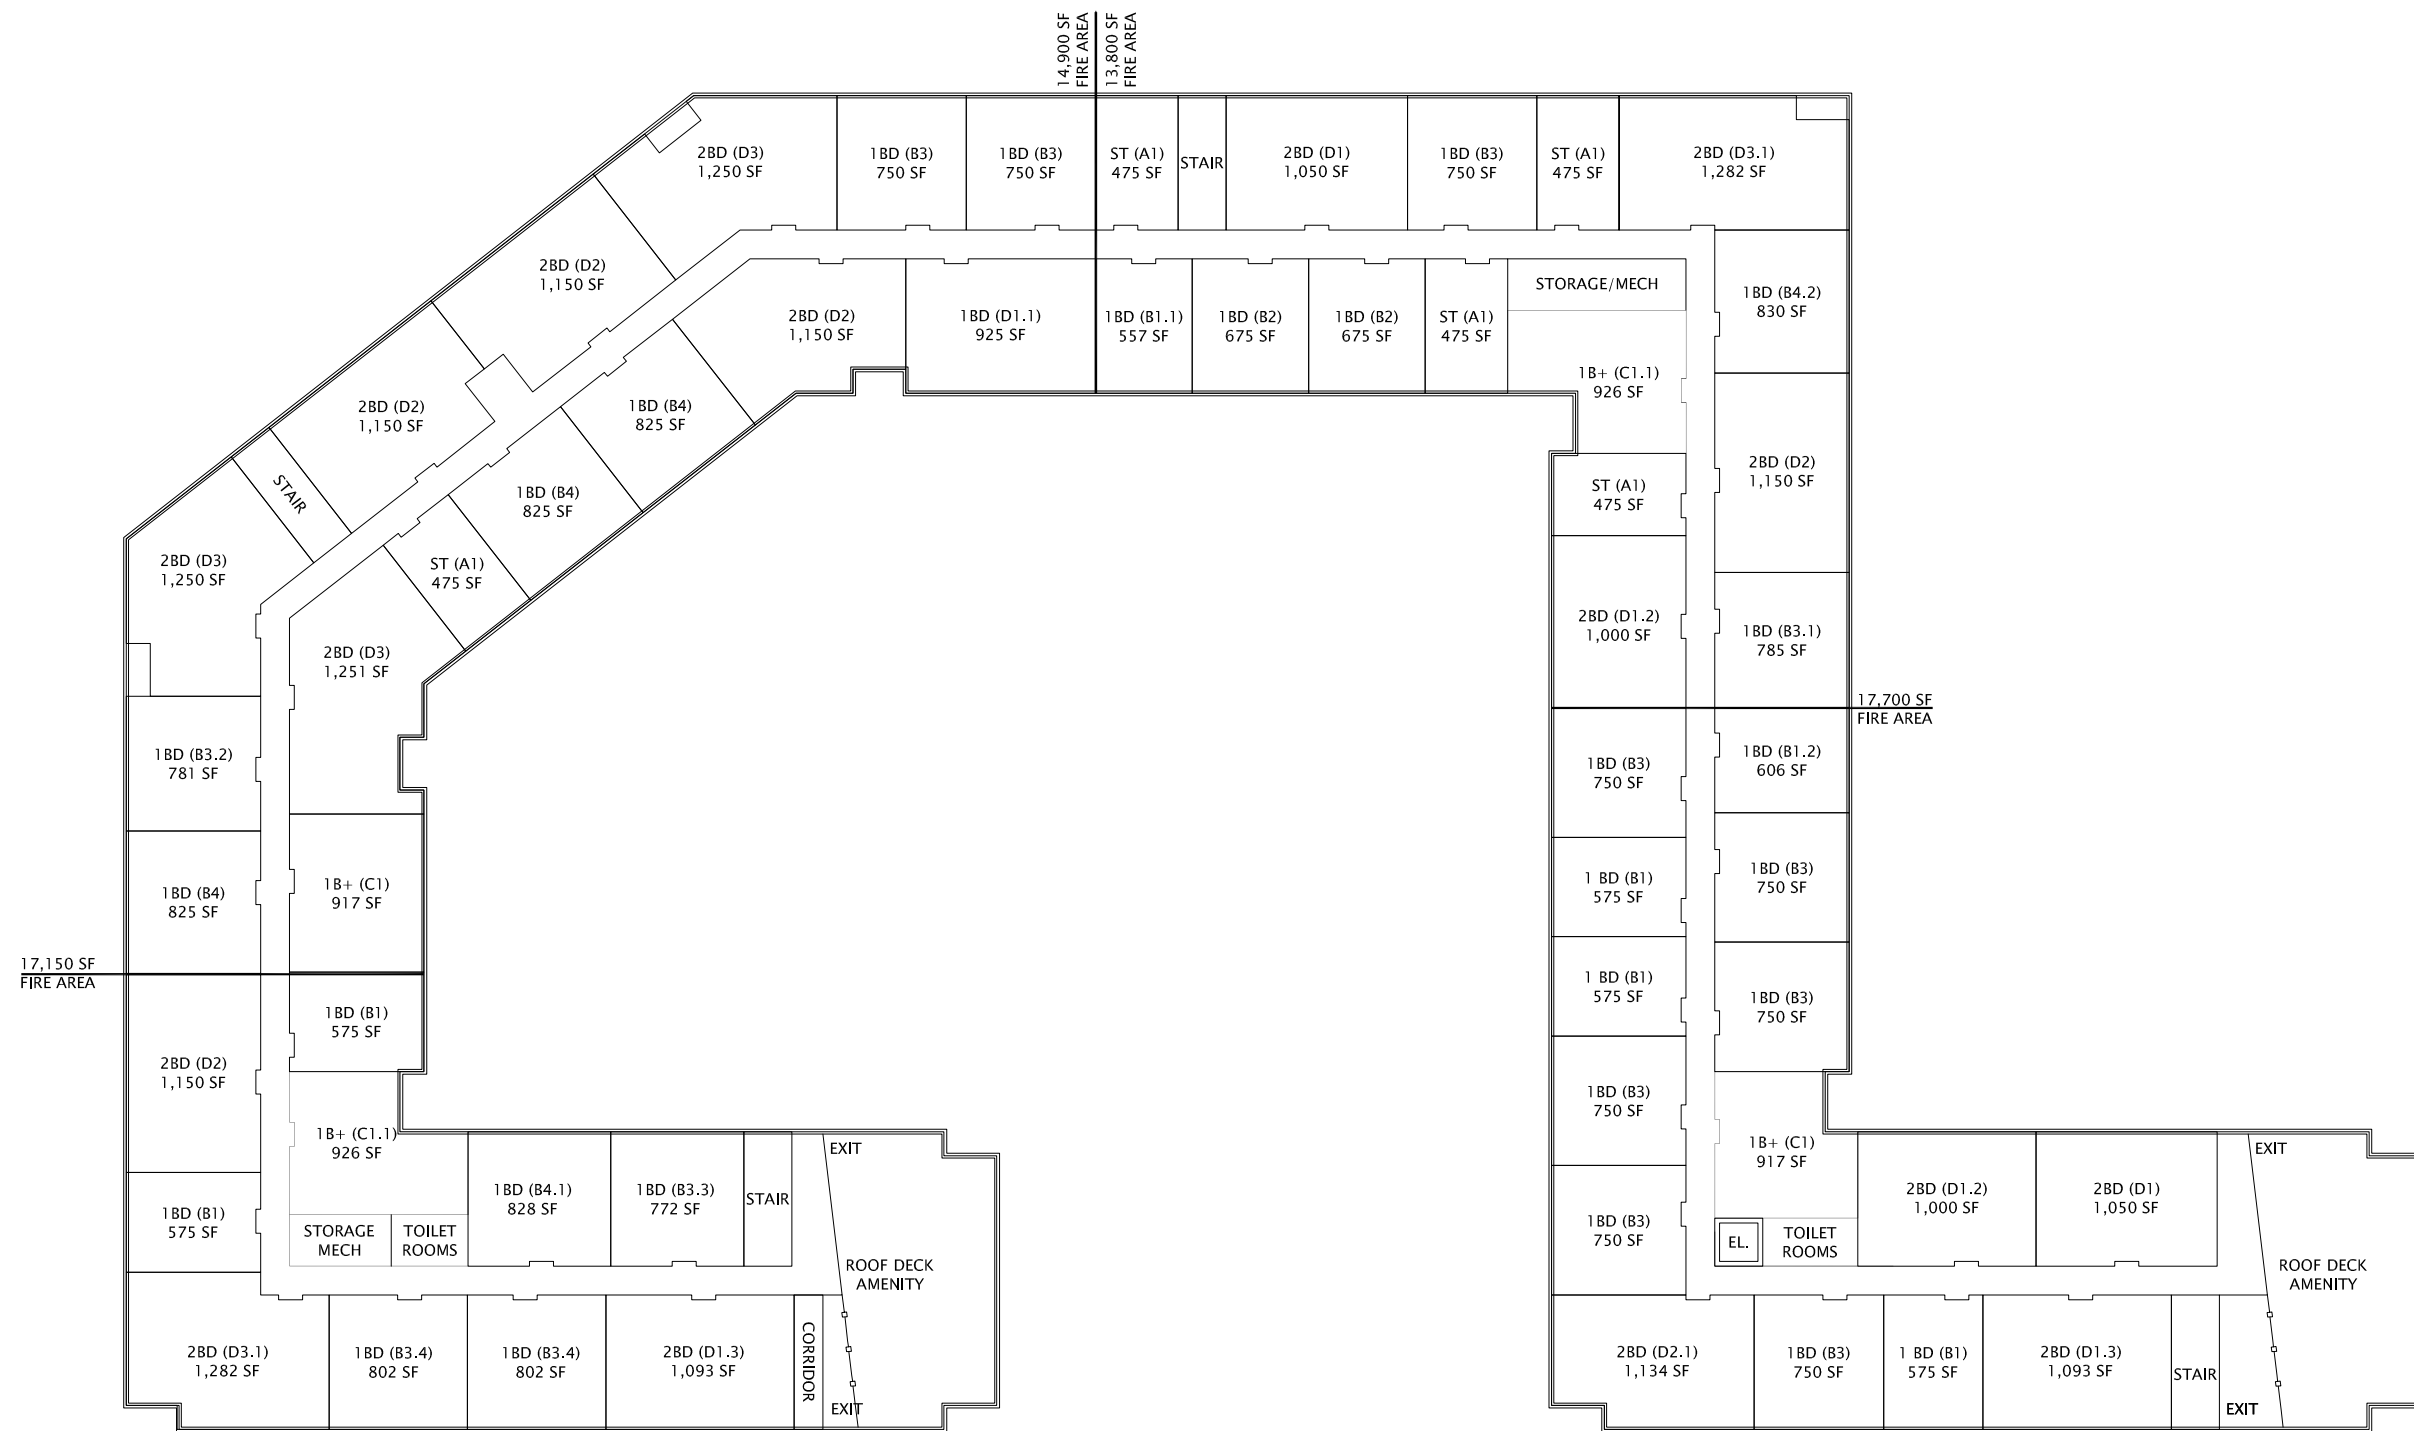 14,900 SF
FIRE AREA
13,800 SF
FIRE AREA
2BD (D3)
1,250 SF
1BD (B3)
750 SF
1BD (B3)
750 SF
ST (A1)
475 SF
STAIR
2BD (D1)
1,050 SF
1BD (B3)
750 SF
ST (A1)
475 SF
2BD (D3.1)
1,282 SF
2BD (D2)
1,150 SF
2BD (D2)
1,150 SF
1BD (D1.1)
925 SF
1BD (B1.1)
557 SF
1BD (B2)
675 SF
1BD (B2)
675 SF
ST (A1)
475 SF
STORAGE/MECH
1BD (B4.2)
830 SF
1B+ (C1.1)
926 SF
2BD (D2)
1,150 SF
1BD (B4)
825 SF
2BD (D2)
1,150 SF
STAIR
1BD (B4)
825 SF
ST (A1)
475 SF
2BD (D3)
1,250 SF
ST (A1)
475 SF
2BD (D1.2)
1,000 SF
1BD (B3.1)
785 SF
2BD (D3)
1,251 SF
17,700 SF
FIRE AREA
1BD (B3.2)
781 SF
1BD (B3)
750 SF
1BD (B1.2)
606 SF
1BD (B4)
825 SF
1B+ (C1)
917 SF
1 BD (B1)
575 SF
1BD (B3)
750 SF
17,150 SF
FIRE AREA
1BD (B1)
575 SF
1 BD (B1)
575 SF
1BD (B3)
750 SF
2BD (D2)
1,150 SF
1BD (B3)
750 SF
1B+ (C1.1)
926 SF
1B+ (C1)
917 SF
EXIT
EXIT
1BD (B1)
575 SF
1BD (B4.1)
828 SF
1BD (B3.3)
772 SF
STAIR
1BD (B3)
750 SF
2BD (D1.2)
1,000 SF
2BD (D1)
1,050 SF
STORAGE
MECH
TOILET
ROOMS
EL.
TOILET
ROOMS
ROOF DECK
AMENITY
ROOF DECK
AMENITY
2BD (D3.1)
1,282 SF
1BD (B3.4)
802 SF
1BD (B3.4)
802 SF
2BD (D1.3)
1,093 SF
CORRIDOR
EXIT
2BD (D2.1)
1,134 SF
1BD (B3)
750 SF
1 BD (B1)
575 SF
2BD (D1.3)
1,093 SF
STAIR
EXIT